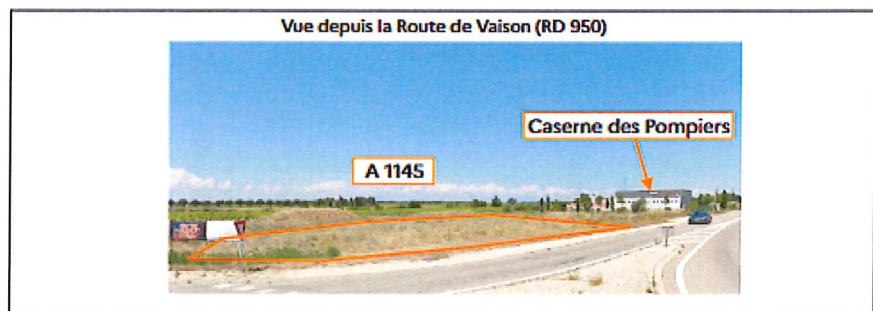 Vue depuis la Route de Vaison (RD 950)
Caserne des Pompiers
A 1145